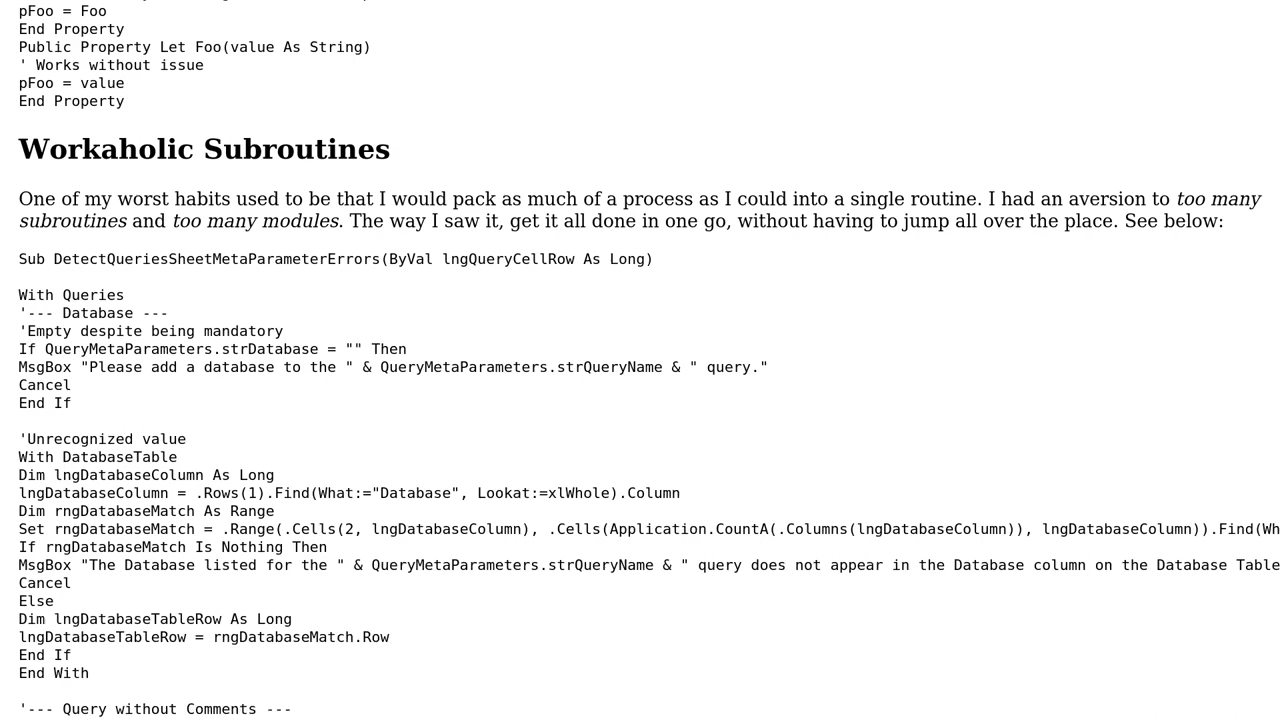 pFoo = Foo
End Property
Public Property Let Foo(value As String)
' Works without issue
pFoo = value
End Property
Workaholic Subroutines
One of my worst habits used to be that I would pack as much of a process as I could into a single routine. I had an aversion to too many
subroutines and too many modules. The way I saw it, get it all done in one go, without having to jump all over the place. See below:
Sub DetectQueriesSheetMetaParameterErrors(ByVal lngQueryCellRow As Long)
With Queries
'--- Database ---
'Empty despite being mandatory
If QueryMetaParameters.strDatabase = "" Then
MsgBox "Please add a database to the " & QueryMetaParameters.strQueryName & " query."
Cancel
End If
'Unrecognized value
With DatabaseTable
Dim lngDatabaseColumn As Long
lngDatabaseColumn = .Rows(1).Find(What:="Database", Lookat:=xlWhole).Column
Dim rngDatabaseMatch As Range
Set rngDatabaseMatch = .Range(.Cells(2, lngDatabaseColumn), .Cells(Application.CountA(.Columns(lngDatabaseColumn)), lngDatabaseColumn)).Find(Wh
If rngDatabaseMatch Is Nothing Then
MsgBox "The Database listed for the " & QueryMetaParameters.strQueryName & " query does not appear in the Database column on the Database Table
Cancel
Else
Dim lngDatabaseTableRow As Long
lngDatabaseTableRow = rngDatabaseMatch.Row
End If
End With
'--- Query without Comments ---